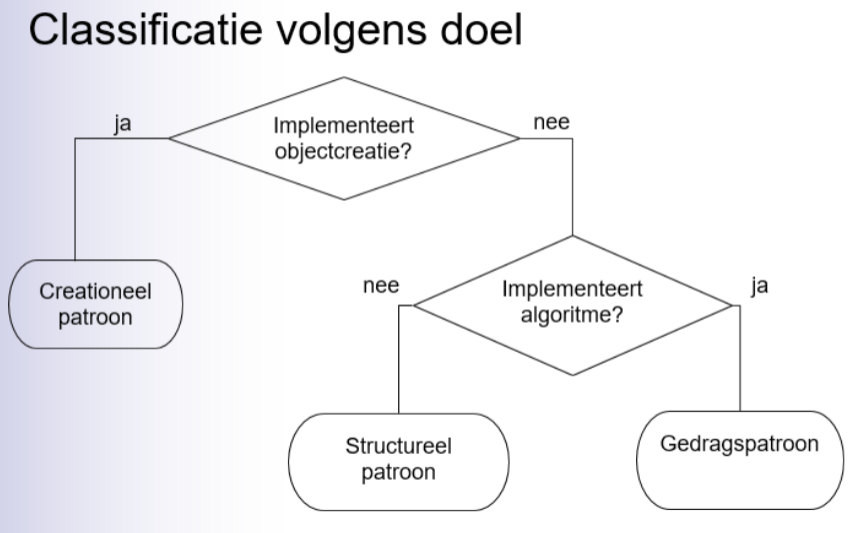 Classificatie volgens doel
ja
Implementeert
objectcreatie?
nee
Creationeel
patroon
nee
Implementeert
algoritme?
ja
Structureel
patroon
Gedragspatroon